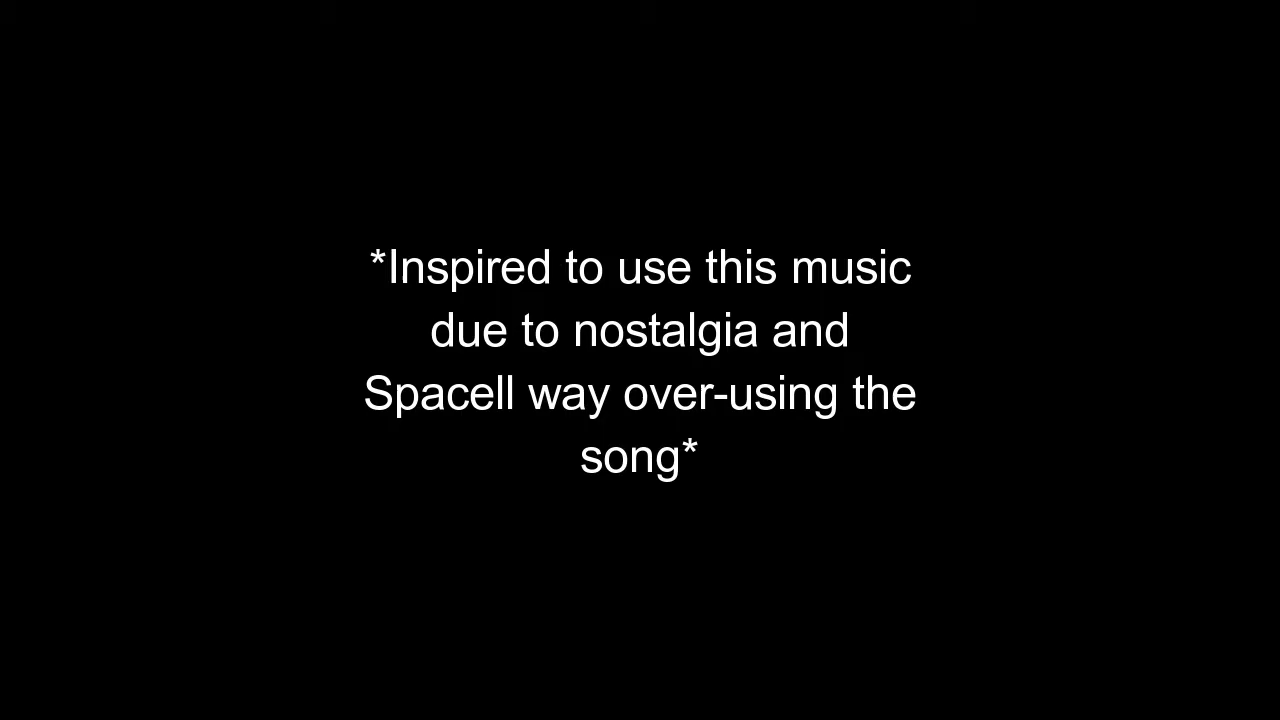 *Inspired to use this music
due to nostalgia and
Spacell way over-using the
song*